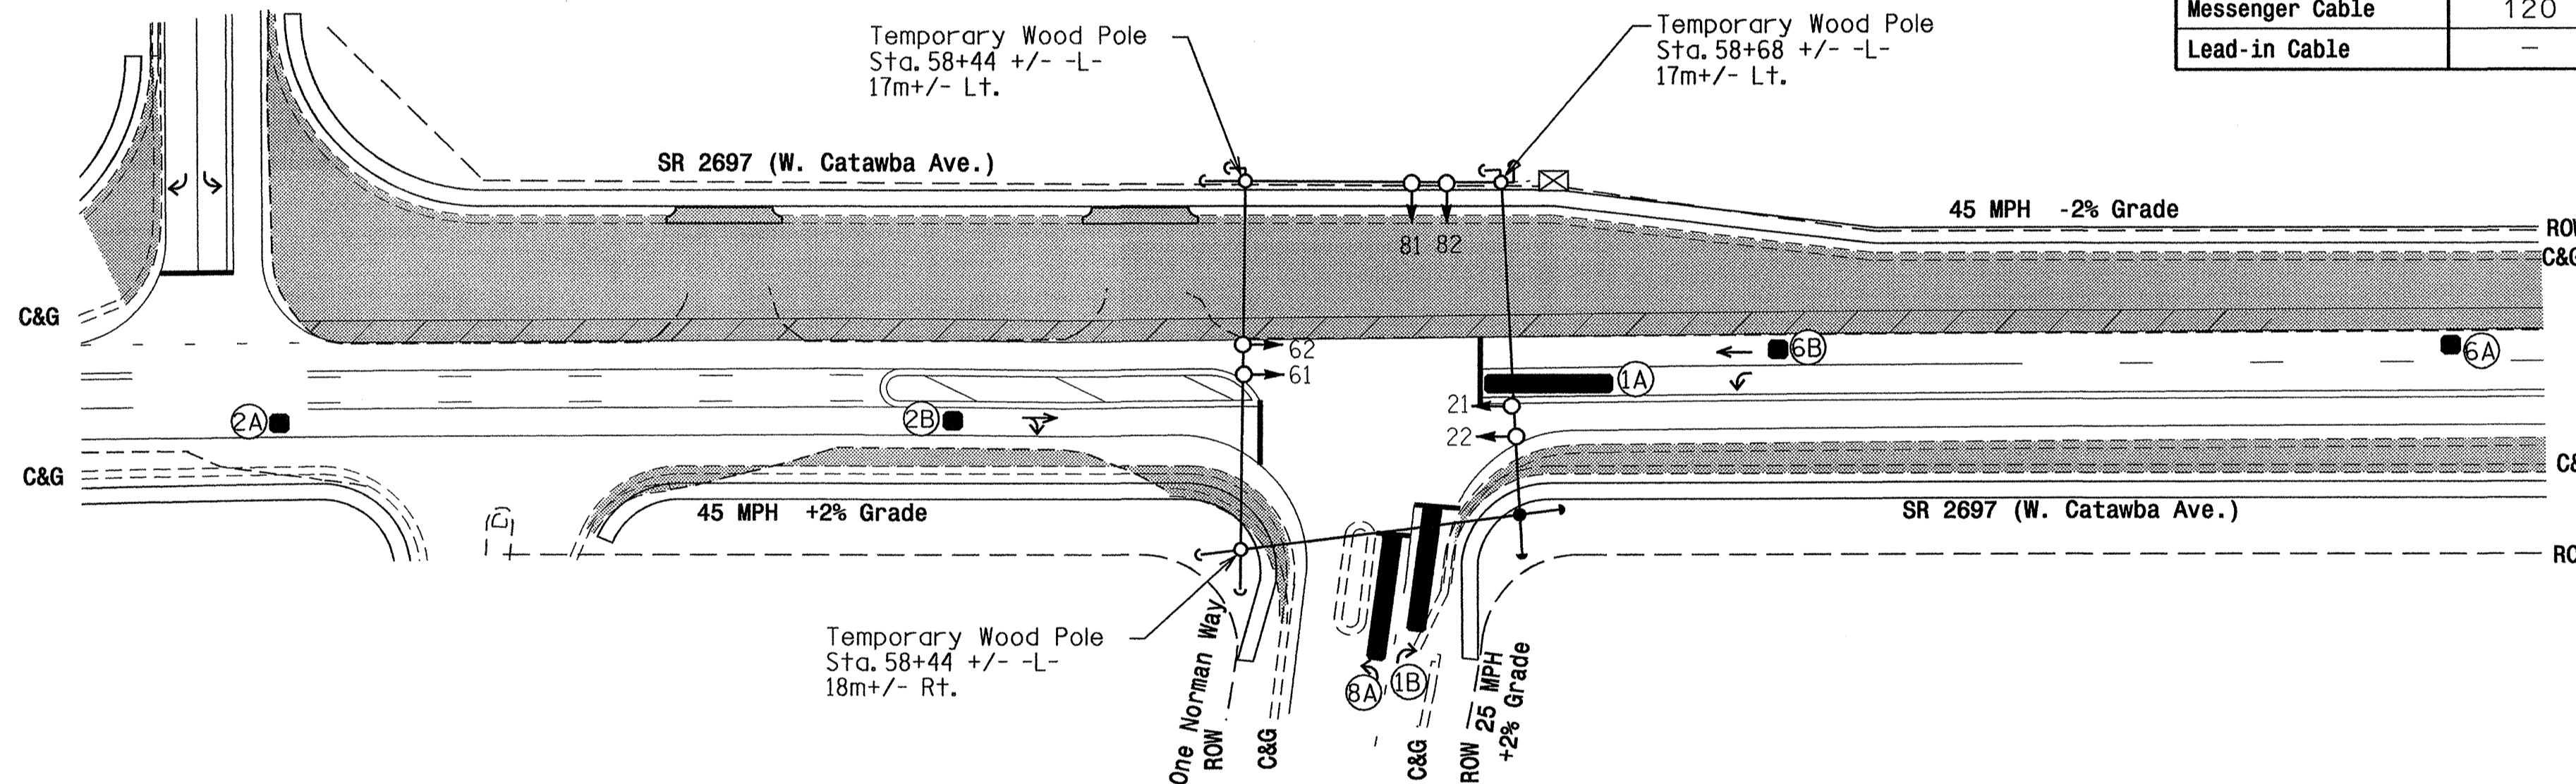 Messenger Cable 120
Lead-in Cable –
Temporary Wood Pole
Sta. 58+44 +/- -L-
17m+/- Lt.
Temporary Wood Pole
Sta. 58+68 +/- -L-
17m+/- Lt.
SR 2697 (W. Catawba Ave.)
81 82
45 MPH -2% Grade
C&G
62
61
6B
6A
1A
2A
2B
21
22
C&G
45 MPH +2% Grade
SR 2697 (W. Catawba Ave.)
Temporary Wood Pole
Sta. 58+44 +/- -L-
18m+/- Rt.
One Norman Way
ROW
C&G
8A
1B
C&G
ROW
25 MPH
+2% Grade